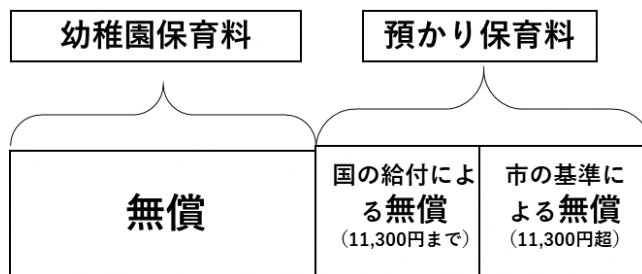 幼稚園保育料
預かり保育料
無償
国の給付によ
る無償
（11,300円まで）
市の基準に
よる無償
（11,300円超）